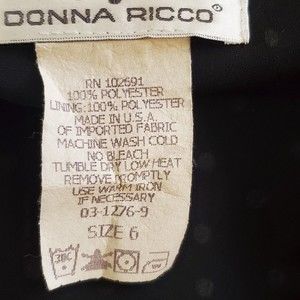 DONNA RICCO®
RN 102691
100% POLYESTER
LINING: 100% POLYESTER
MADE IN U.S.A.
OF IMPORTED FABRIC
MACHINE WASH COLD
NO BLEACH
TUMBLE DRY LOW HEAT
REMOVE PROMPTLY
USE WARM IRON
IF NECESSARY
03-1276-9
SIZE 6
30C